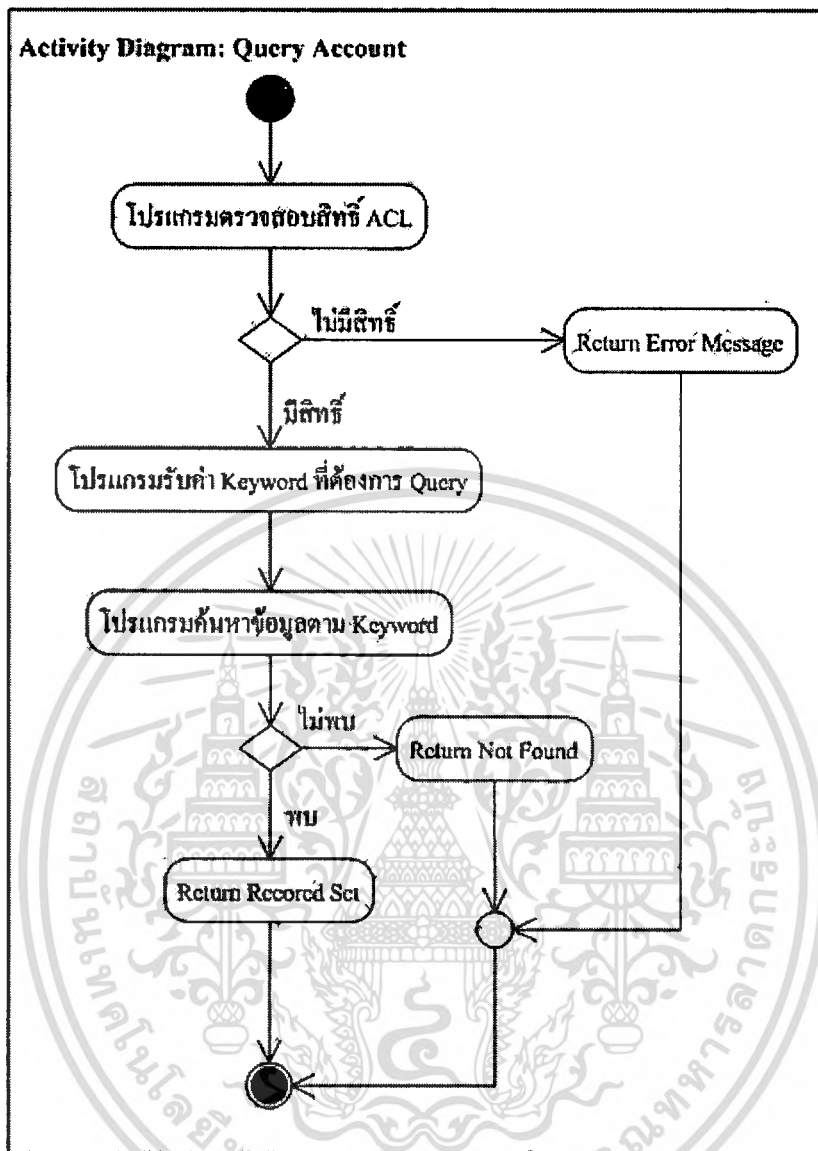 Activity Diagram: Query Account
โปรแกรมตรวจสอบสิทธิ์ ACL
ไม่มีสิทธิ์
Return Error Message
มีสิทธิ์
โปรแกรมรับค่า Keyword ที่ต้องการ Query
โปรแกรมค้นหาข้อมูลตาม Keyword
ไม่พบ
Return Not Found
พบ
Return Recored Set